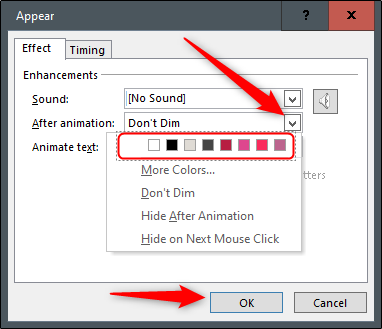 Appear
?
Effect
Timing
Enhancements
Sound:
[No Sound]
After animation:
Don't Dim
Animate text:
More Colors...
tters
Don't Dim
Hide After Animation
Hide on Next Mouse Click
OK
Cancel